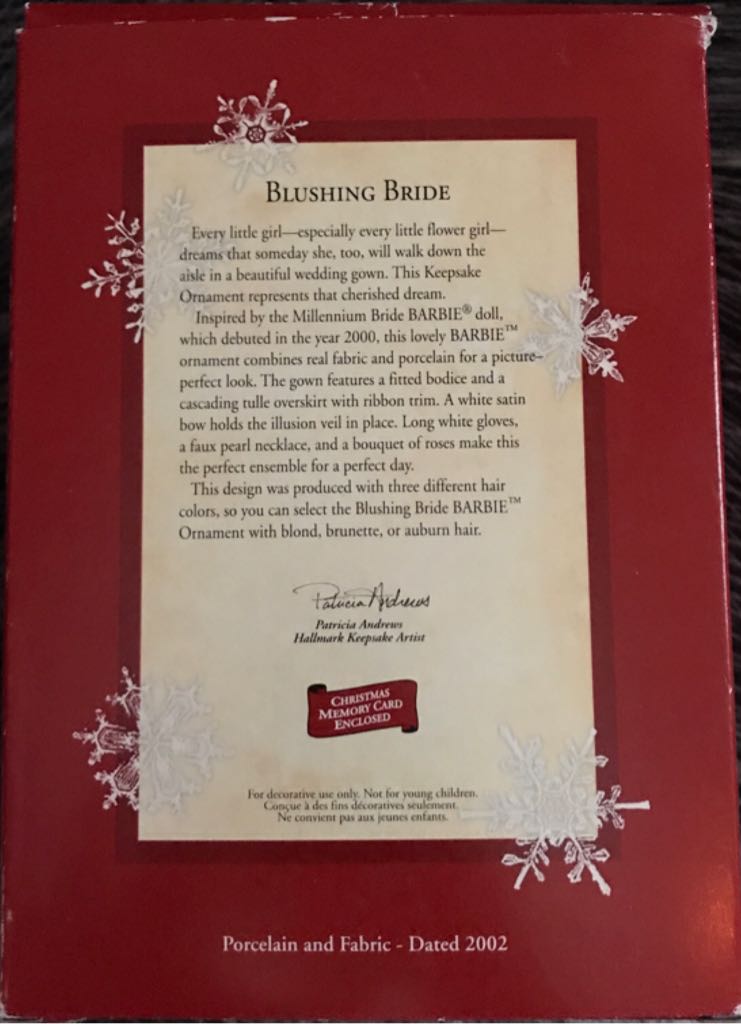 BLUSHING BRIDE
Every little girl—especially every little flower girl—
dreams that someday she, too, will walk down the
aisle in a beautiful wedding gown. This Keepsake
Ornament represents that cherished dream.
Inspired by the Millennium Bride BARBIE® doll,
which debuted in the year 2000, this lovely BARBIE™
ornament combines real fabric and porcelain for a picture–
perfect look. The gown features a fitted bodice and a
cascading tulle overskirt with ribbon trim. A white satin
bow holds the illusion veil in place. Long white gloves,
a faux pearl necklace, and a bouquet of roses make this
the perfect ensemble for a perfect day.
This design was produced with three different hair
colors, so you can select the Blushing Bride BARBIE™
Ornament with blond, brunette, or auburn hair.
Patricia Andrews
Patricia Andrews
Hallmark Keepsake Artist
CHRISTMAS
MEMORY CARD
ENCLOSED
For decorative use only. Not for young children.
Conçue à des fins décoratives seulement.
Ne convient pas aux jeunes enfants.
Porcelain and Fabric - Dated 2002